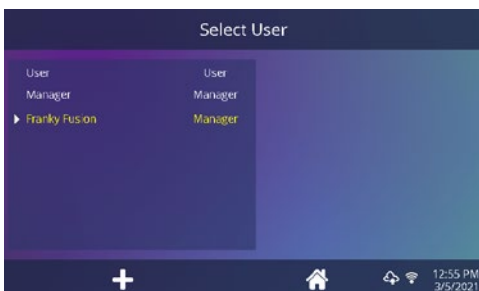 Select User
User User
Manager Manager
Franky Fusion Manager
12:55 PM
3/5/2021